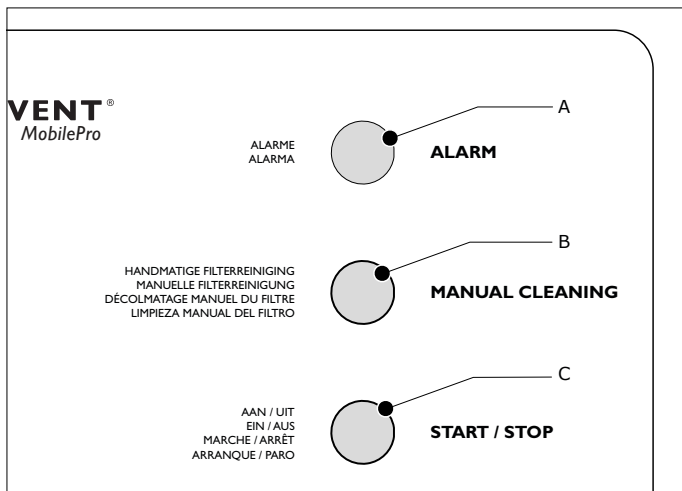 VENT®
MobilePro
A
ALARME
ALARMA
ALARM
B
HANDMATIGE FILTERREINIGING
MANUELLE FILTERREINIGUNG
DÉCOLMATAGE MANUEL DU FILTRE
LIMPIEZA MANUAL DEL FILTRO
MANUAL CLEANING
C
AAN / UIT
EIN / AUS
MARCHE / ARRÊT
ARRANQUE / PARO
START / STOP